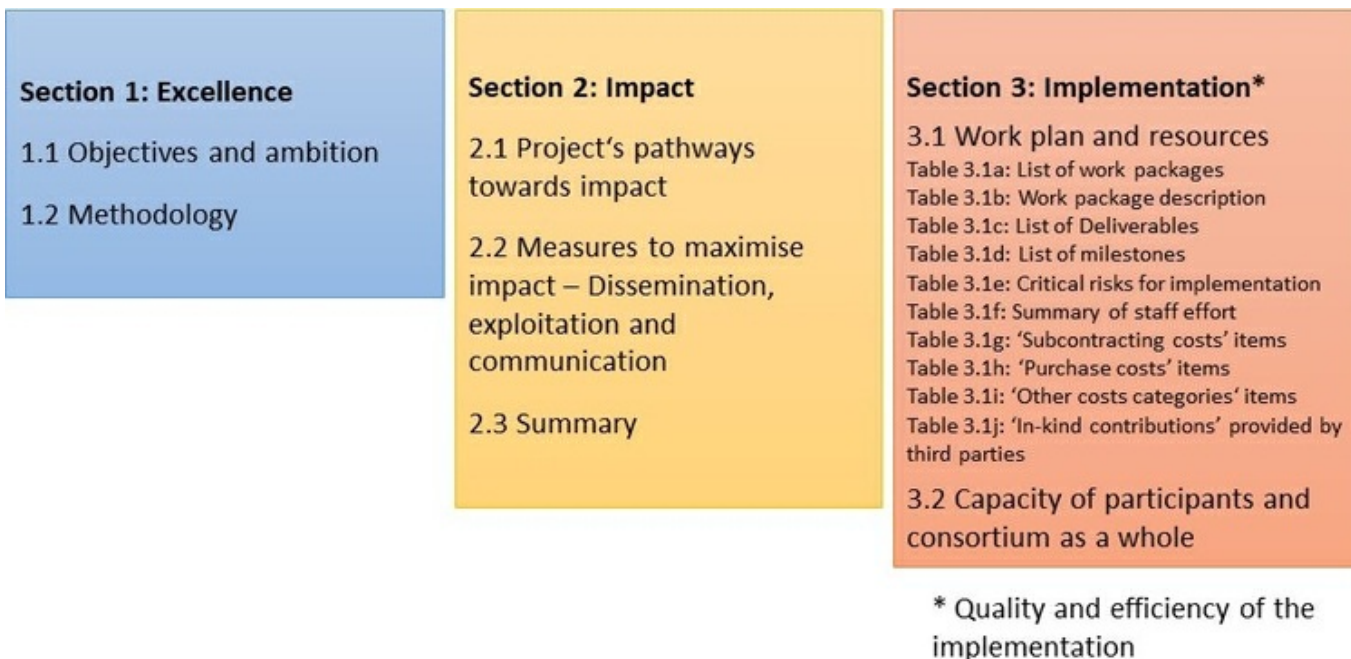 Section 1: Excellence
1.1 Objectives and ambition
1.2 Methodology
Section 2: Impact
2.1 Project‘s pathways
towards impact
2.2 Measures to maximise
impact – Dissemination,
exploitation and
communication
2.3 Summary
Section 3: Implementation*
3.1 Work plan and resources
Table 3.1a: List of work packages
Table 3.1b: Work package description
Table 3.1c: List of Deliverables
Table 3.1d: List of milestones
Table 3.1e: Critical risks for implementation
Table 3.1f: Summary of staff effort
Table 3.1g: ‘Subcontracting costs’ items
Table 3.1h: ‘Purchase costs’ items
Table 3.1i: ‘Other costs categories‘ items
Table 3.1j: ‘In-kind contributions’ provided by
third parties
3.2 Capacity of participants and
consortium as a whole
* Quality and efficiency of the
implementation